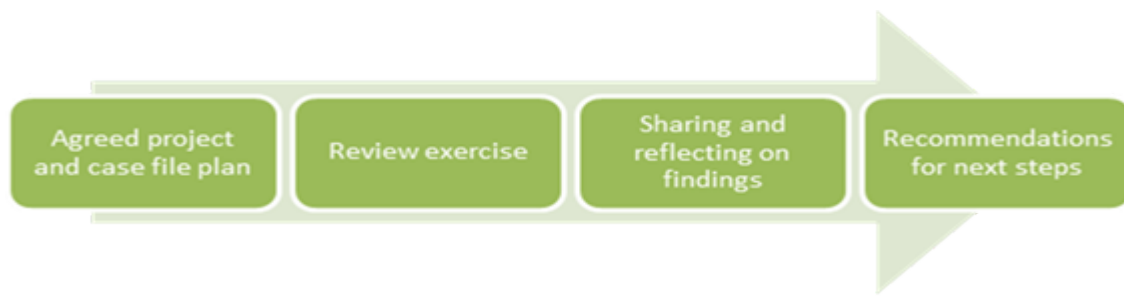 Agreed project
and case file plan
Review exercise
Sharing and
reflecting on
findings
Recommendations
for next steps